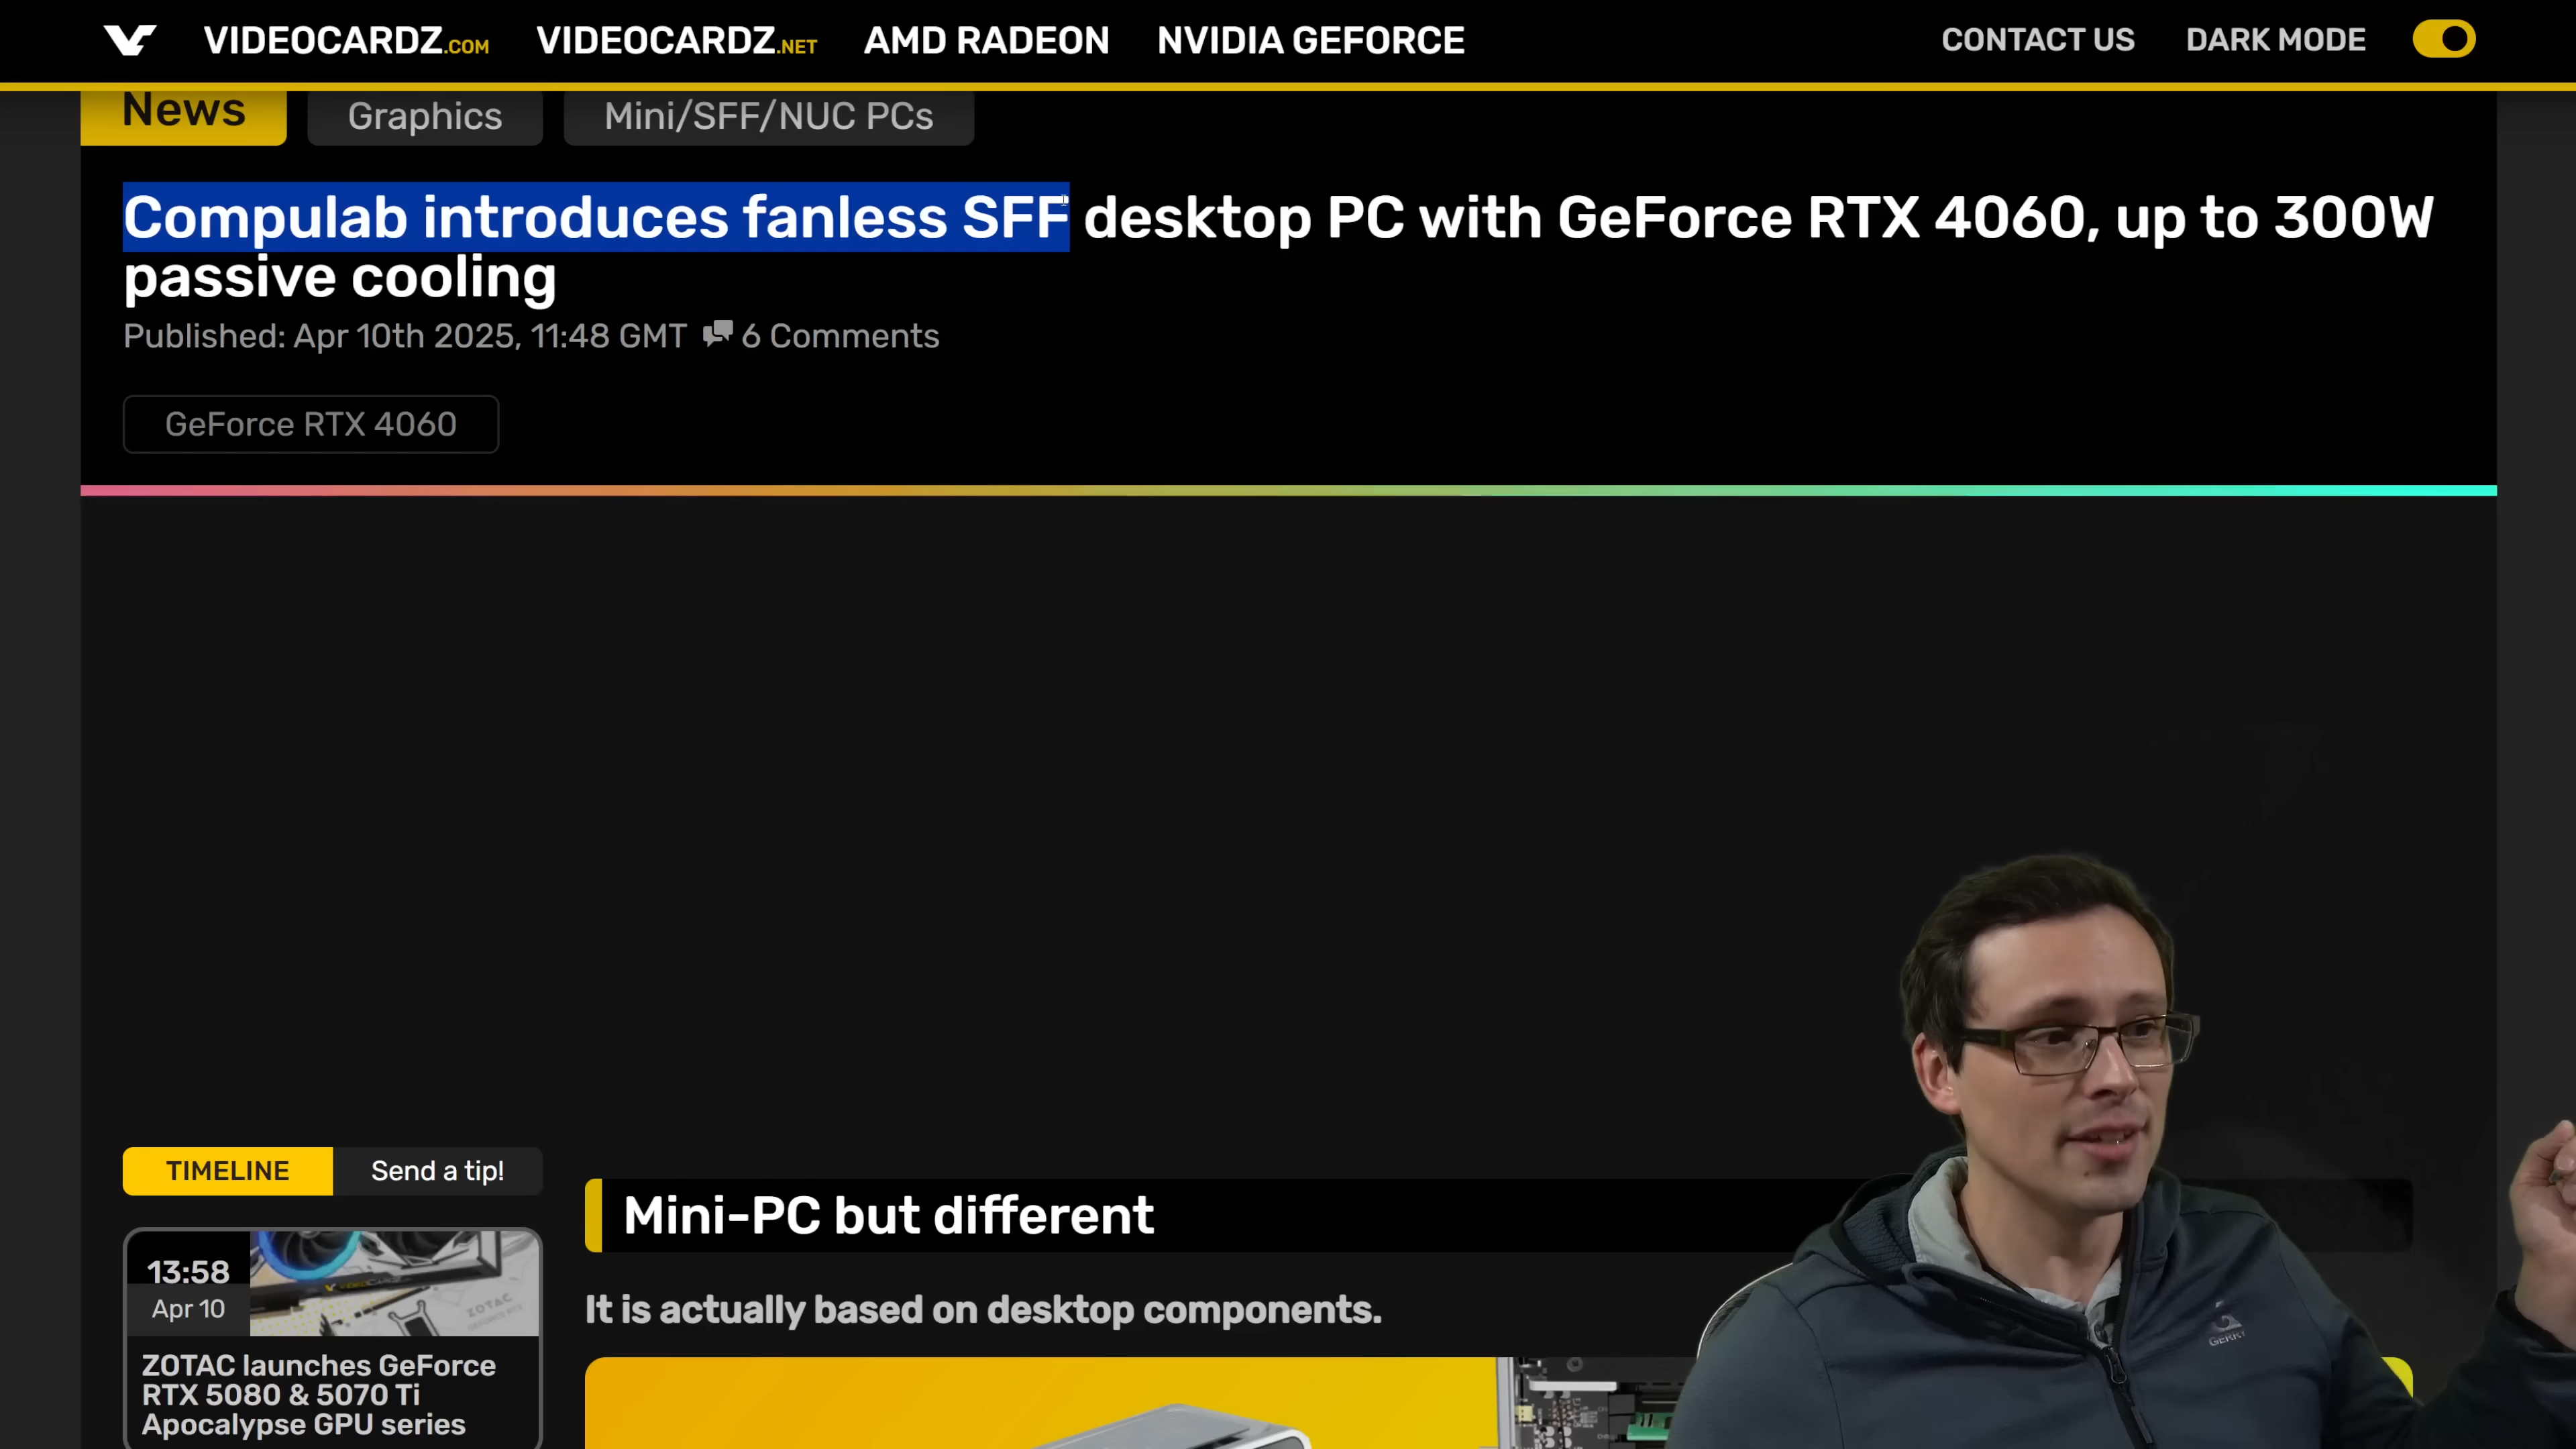 VIDEOCARDZ.COM VIDEOCARDZ.NET AMD RADEON NVIDIA GEFORCE CONTACT US DARK MODE
News Graphics Mini/SFF/NUC PCs
Compulab introduces fanless SFF desktop PC with GeForce RTX 4060, up to 300W
passive cooling
Published: Apr 10th 2025, 11:48 GMT 6 Comments
GeForce RTX 4060
TIMELINE Send a tip!
13:58
Apr 10
ZOTAC
ZOTAC launches GeForce
RTX 5080 & 5070 Ti
Apocalypse GPU series
Mini-PC but different
It is actually based on desktop components.
GERRY